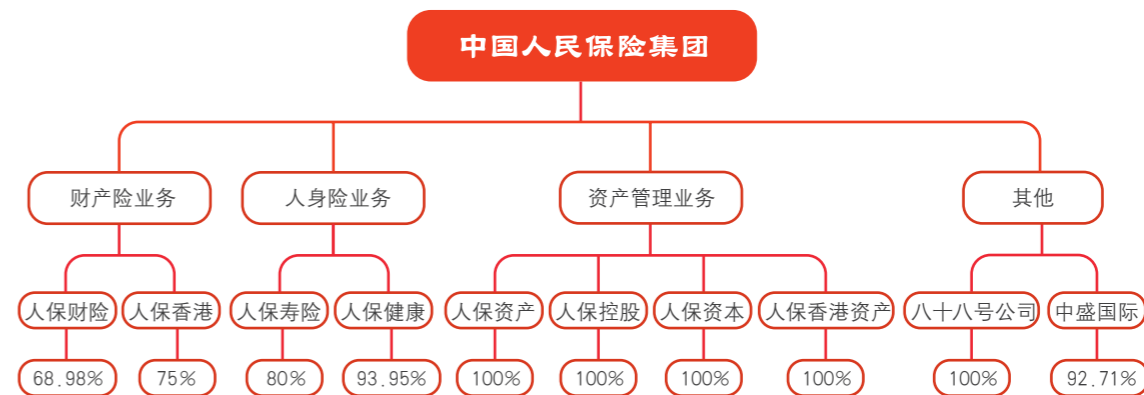 中国人民保险集团
财产险业务 人身险业务 资产管理业务 其他
人保财险 人保香港 人保寿险 人保健康 人保资产 人保控股 人保资本 人保香港资产 八十八号公司 中盛国际
68.98% 75% 80% 93.95% 100% 100% 100% 100% 100% 92.71%